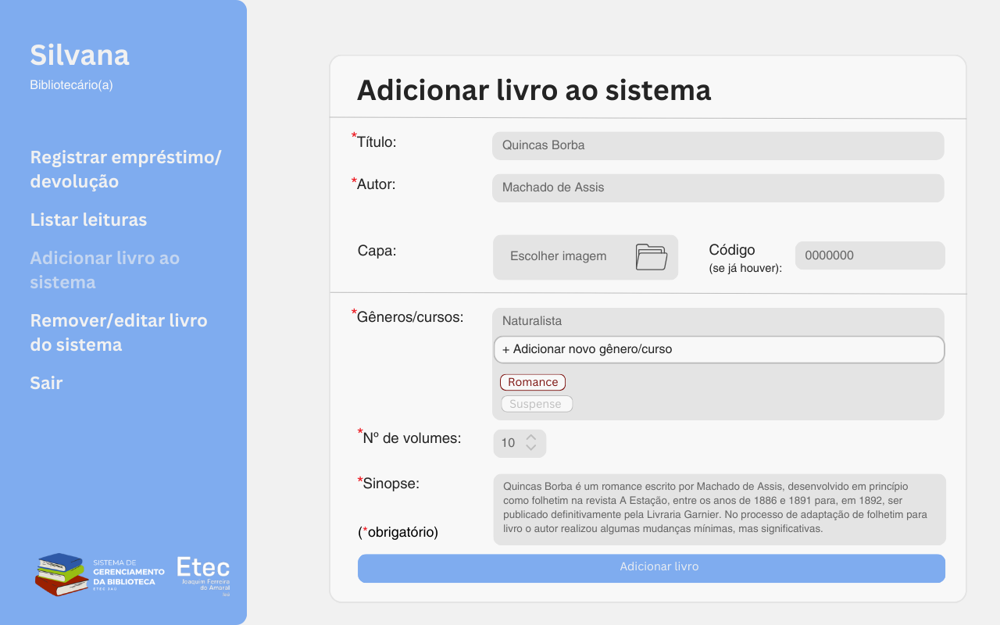 Silvana
Bibliotecário(a)
Registrar empréstimo/
devolução
Listar leituras
Adicionar livro ao
sistema
Remover/editar livro
do sistema
Sair
SISTEMA DE
GERENCIAMENTO
DA BIBLIOTECA
ETEC JAÚ
Etec
Joaquim Ferreira
do Amaral
Jaú
Adicionar livro ao sistema
*Título:
Quincas Borba
*Autor:
Machado de Assis
Capa:
Escolher imagem
Código
(se já houver):
0000000
*Gêneros/cursos:
Naturalista
+ Adicionar novo gênero/curso
Romance
Suspense
*Nº de volumes:
10
*Sinopse:
Quincas Borba é um romance escrito por Machado de Assis, desenvolvido em princípio
como folhetim na revista A Estação, entre os anos de 1886 e 1891 para, em 1892, ser
publicado definitivamente pela Livraria Garnier. No processo de adaptação de folhetim para
livro o autor realizou algumas mudanças mínimas, mas significativas.
(*obrigatório)
Adicionar livro